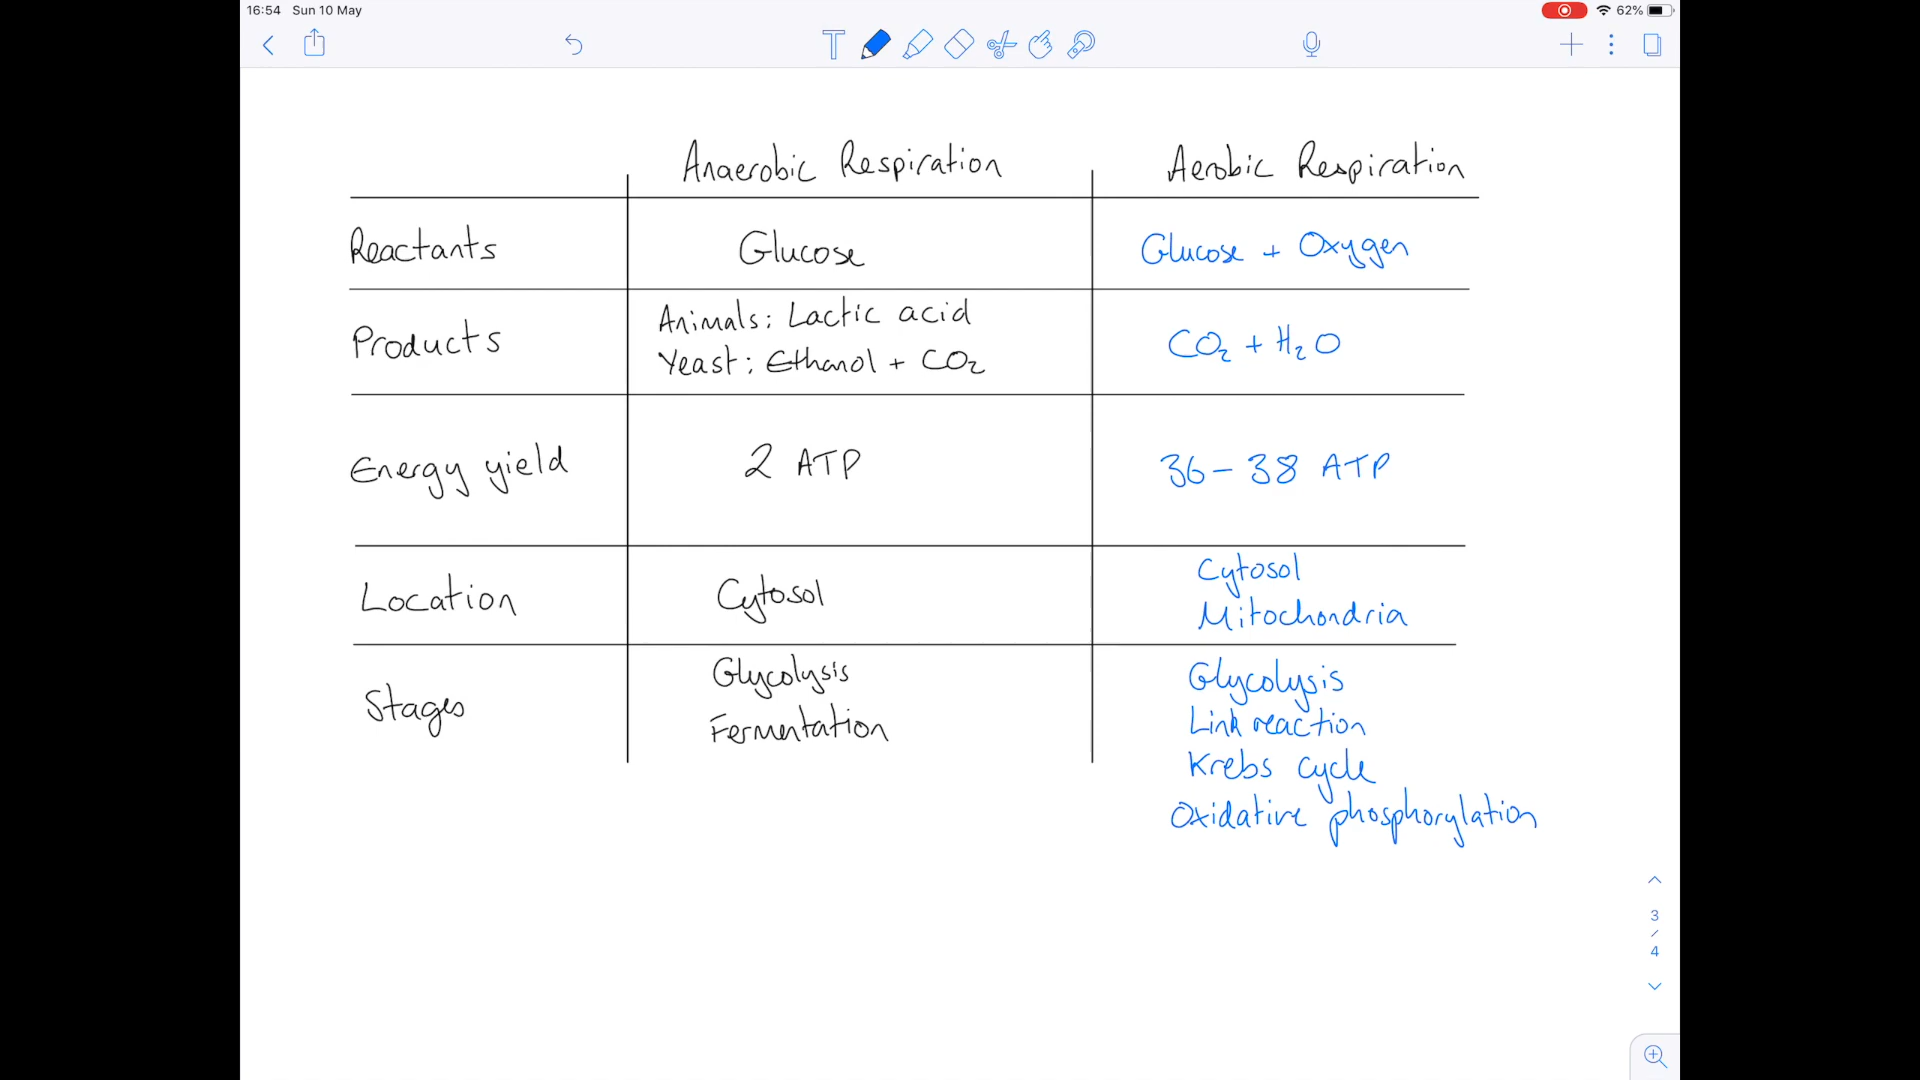 16:54 Sun 10 May
62%
Anaerobic Respiration
Aerobic Respiration
Reactants
Glucose
Glucose + Oxygen
Products
Animals: Lactic acid
Yeast: Ethanol + CO₂
CO₂ + H₂O
Energy yield
2 ATP
36 – 38 ATP
Location
Cytosol
Cytosol
Mitochondria
Stages
Glycolysis
Fermentation
Glycolysis
Link reaction
Krebs cycle
Oxidative phosphorylation
3
/
4